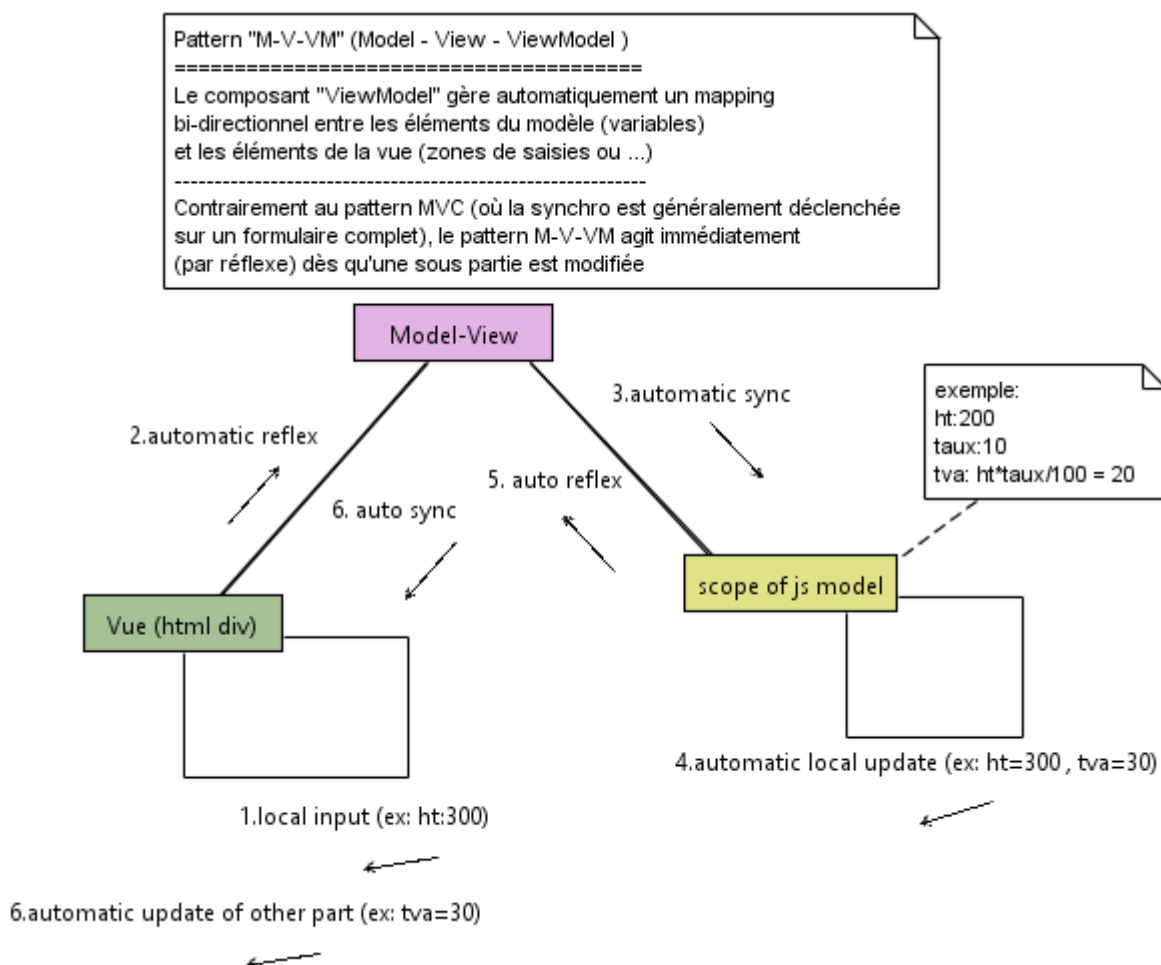 Pattern "M-V-VM" (Model - View - ViewModel )
=======================================
Le composant "ViewModel" gère automatiquement un mapping
bi-directionnel entre les éléments du modèle (variables)
et les éléments de la vue (zones de saisies ou ...)
-----------------------------------------------------------
Contrairement au pattern MVC (où la synchro est généralement déclenchée
sur un formulaire complet), le pattern M-V-VM agit immédiatement
(par réflexe) dès qu'une sous partie est modifiée
Model-View
3.automatic sync
exemple:
ht:200
taux:10
tva: ht*taux/100 = 20
2.automatic reflex
5. auto reflex
6. auto sync
scope of js model
Vue (html div)
4.automatic local update (ex: ht=300 , tva=30)
1.local input (ex: ht:300)
6.automatic update of other part (ex: tva=30)